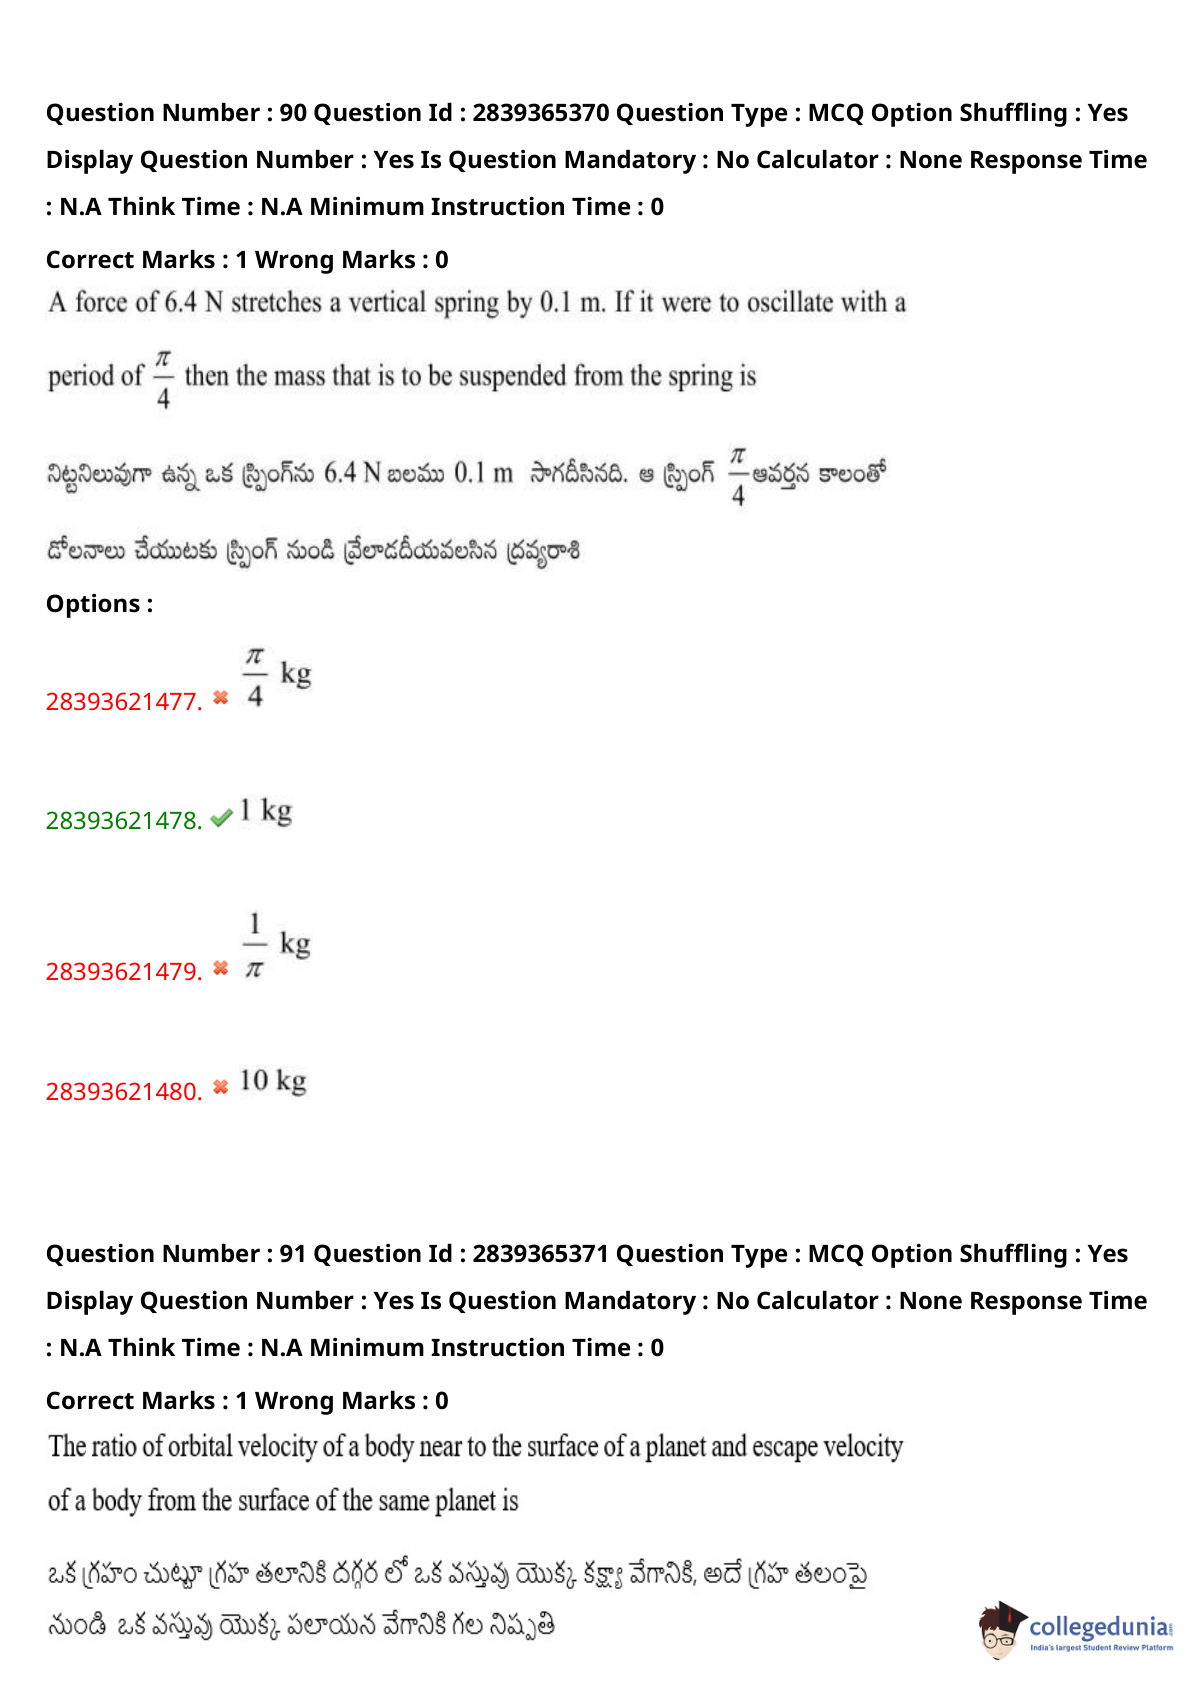 Question Number : 90 Question Id : 2839365370 Question Type : MCQ Option Shuffling : Yes
Display Question Number : Yes Is Question Mandatory : No Calculator : None Response Time
: N.A Think Time : N.A Minimum Instruction Time : 0
Correct Marks : 1 Wrong Marks : 0
A force of 6.4 N stretches a vertical spring by 0.1 m. If it were to oscillate with a
period of π/4 then the mass that is to be suspended from the spring is
నిట్టనిలువుగా ఉన్న ఒక స్ప్రింగ్‌ను 6.4 N బలము 0.1 m సాగదీసినది. ఆ స్ప్రింగ్ π/4 ఆవర్తన కాలంతో
డోలనాలు చేయుటకు స్ప్రింగ్ నుండి వ్రేలాడదీయవలసిన ద్రవ్యరాశి
Options :
28393621477. π/4 kg
28393621478. 1 kg
28393621479. 1/π kg
28393621480. 10 kg
Question Number : 91 Question Id : 2839365371 Question Type : MCQ Option Shuffling : Yes
Display Question Number : Yes Is Question Mandatory : No Calculator : None Response Time
: N.A Think Time : N.A Minimum Instruction Time : 0
Correct Marks : 1 Wrong Marks : 0
The ratio of orbital velocity of a body near to the surface of a planet and escape velocity
of a body from the surface of the same planet is
ఒక గ్రహం చుట్టూ గ్రహ తలానికి దగ్గర లో ఒక వస్తువు యొక్క కక్ష్యా వేగానికి, అదే గ్రహ తలంపై
నుండి ఒక వస్తువు యొక్క పలాయన వేగానికి గల నిష్పతి
collegedunia.com
India's largest Student Review Platform